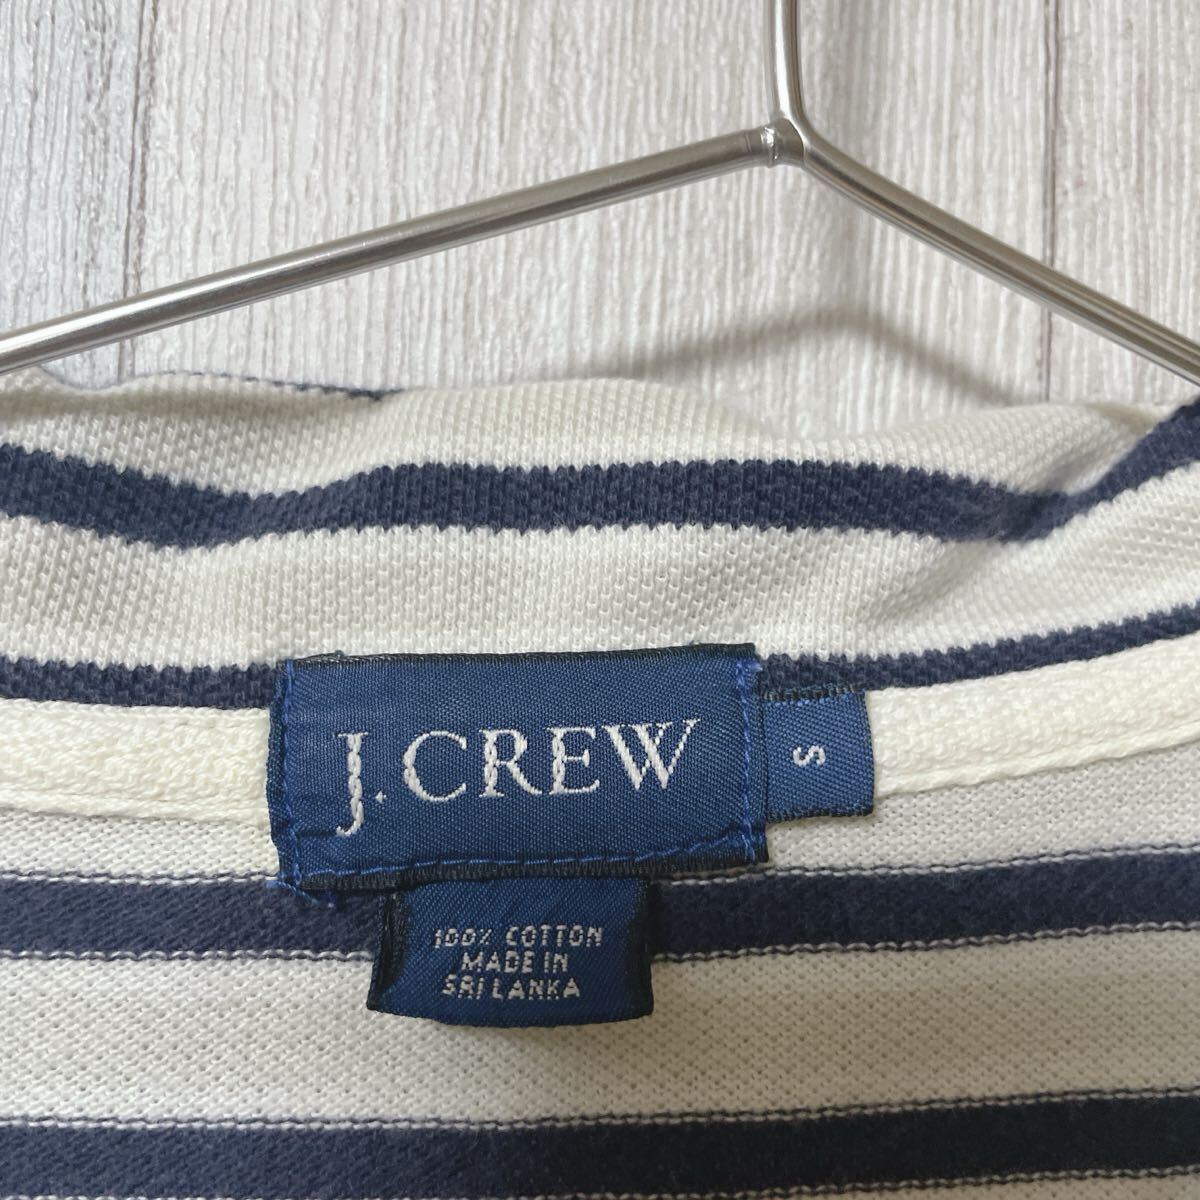 J.CREW
S
100% COTTON
MADE IN
SRI LANKA